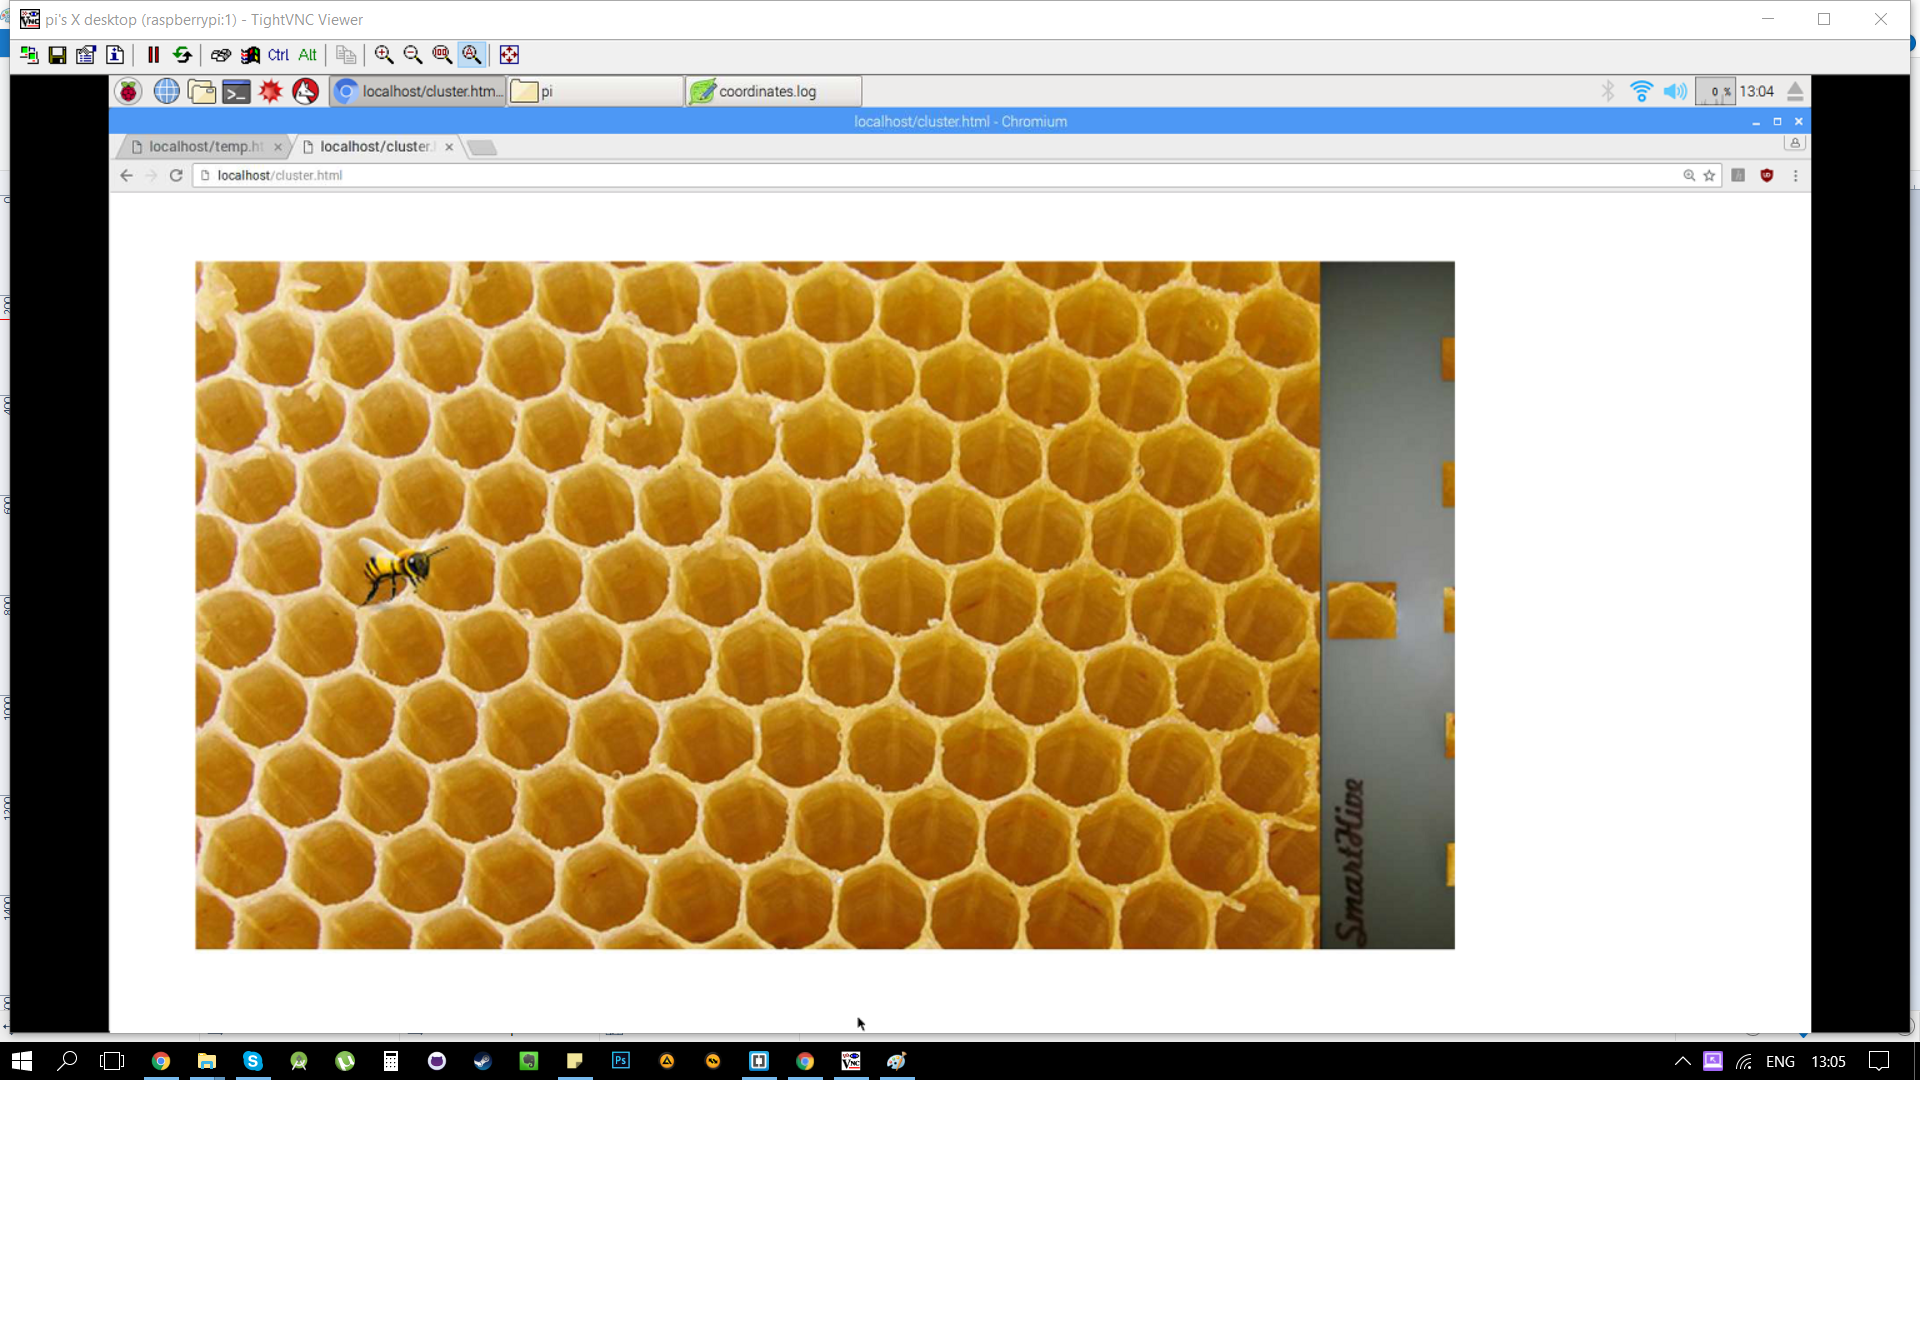 pi's X desktop (raspberrypi:1) - TightVNC Viewer
Ctrl Alt
localhost/cluster.htm... pi coordinates.log 0 % 13:04
localhost/cluster.html - Chromium
localhost/temp.ht localhost/cluster.
localhost/cluster.html
SmartHive
ENG 13:05